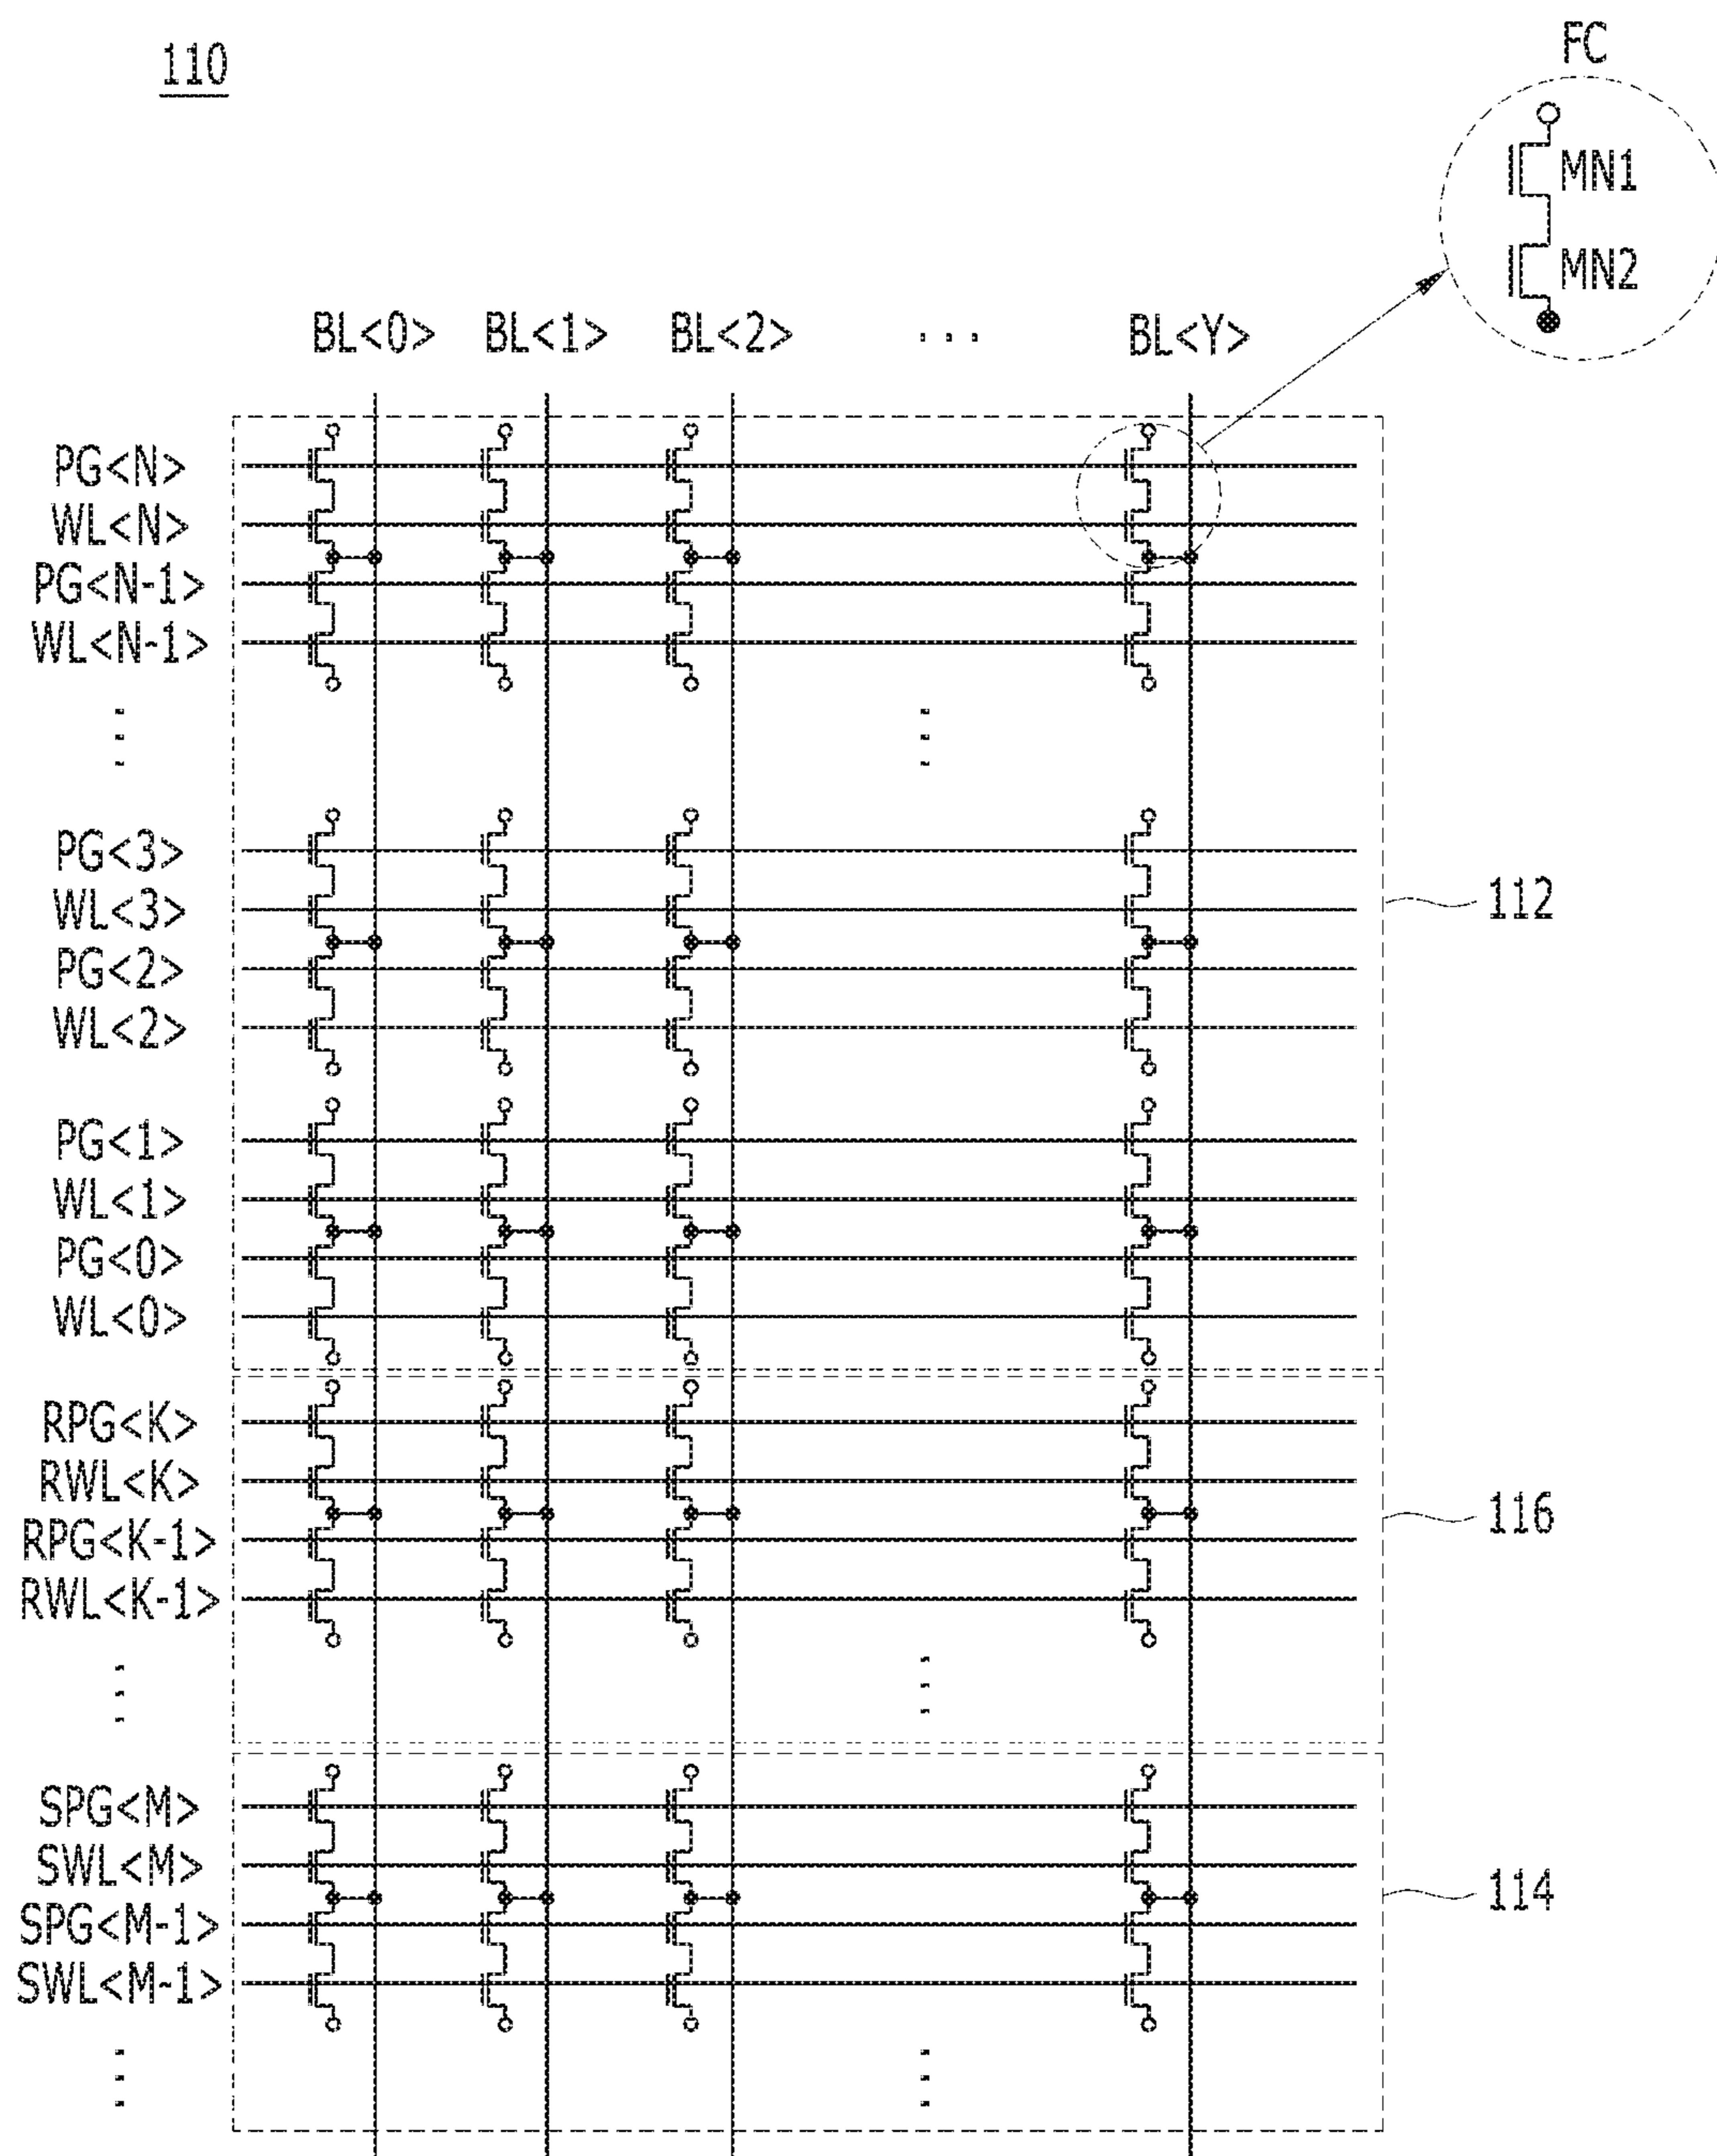 110
FC
MN1
MN2
BL<0> BL<1> BL<2> ... BL<Y>
PG<N>
WL<N>
PG<N-1>
WL<N-1>
PG<3>
WL<3>
112
PG<2>
WL<2>
PG<1>
WL<1>
PG<0>
WL<0>
RPG<K>
RWL<K>
116
RPG<K-1>
RWL<K-1>
SPG<M>
SWL<M>
114
SPG<M-1>
SWL<M-1>